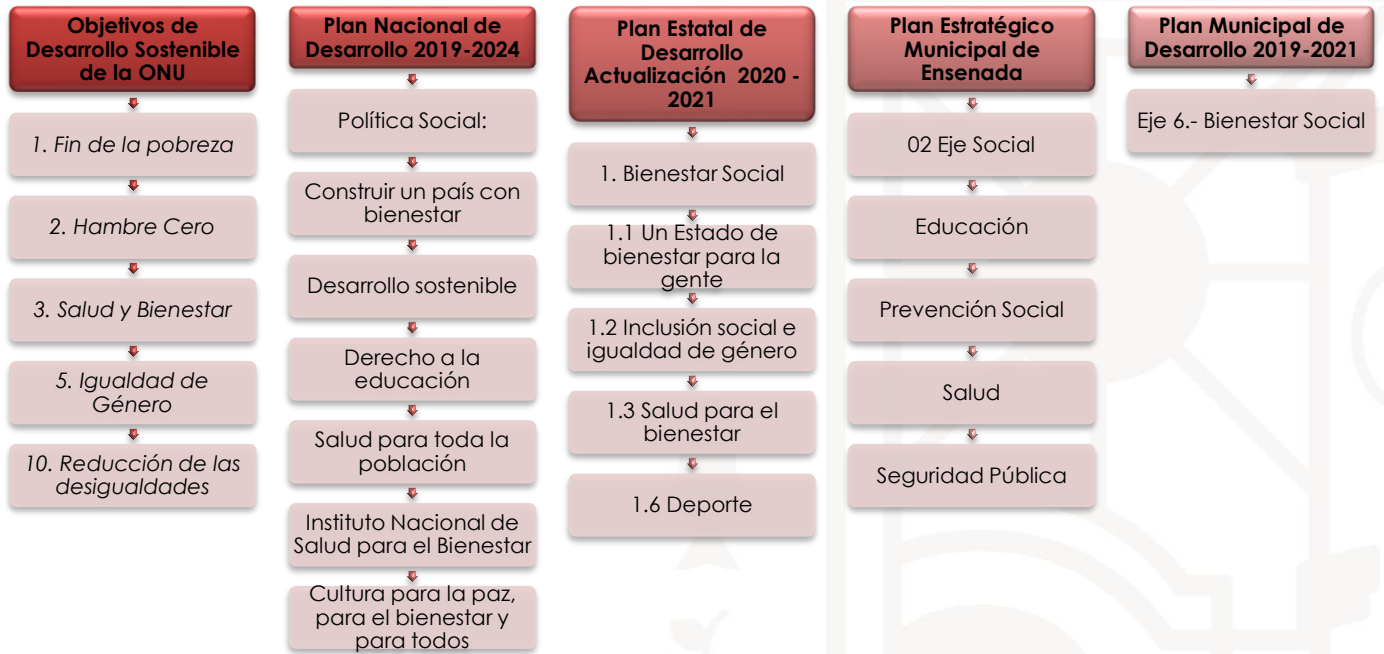 Objetivos de
Desarrollo Sostenible
de la ONU
1. Fin de la pobreza
2. Hambre Cero
3. Salud y Bienestar
5. Igualdad de
Género
10. Reducción de las
desigualdades
Plan Nacional de
Desarrollo 2019-2024
Política Social:
Construir un país con
bienestar
Desarrollo sostenible
Derecho a la
educación
Salud para toda la
población
Instituto Nacional de
Salud para el Bienestar
Cultura para la paz,
para el bienestar y
para todos
Plan Estatal de
Desarrollo
Actualización 2020 -
2021
1. Bienestar Social
1.1 Un Estado de
bienestar para la
gente
1.2 Inclusión social e
igualdad de género
1.3 Salud para el
bienestar
1.6 Deporte
Plan Estratégico
Municipal de
Ensenada
02 Eje Social
Educación
Prevención Social
Salud
Seguridad Pública
Plan Municipal de
Desarrollo 2019-2021
Eje 6.- Bienestar Social